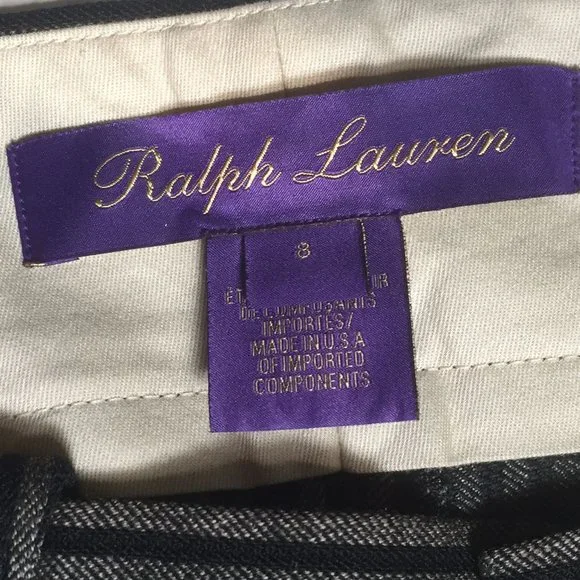 Ralph Lauren
8
IMPORTES/
MADE IN U.S.A
OF IMPORTED
COMPONENTS